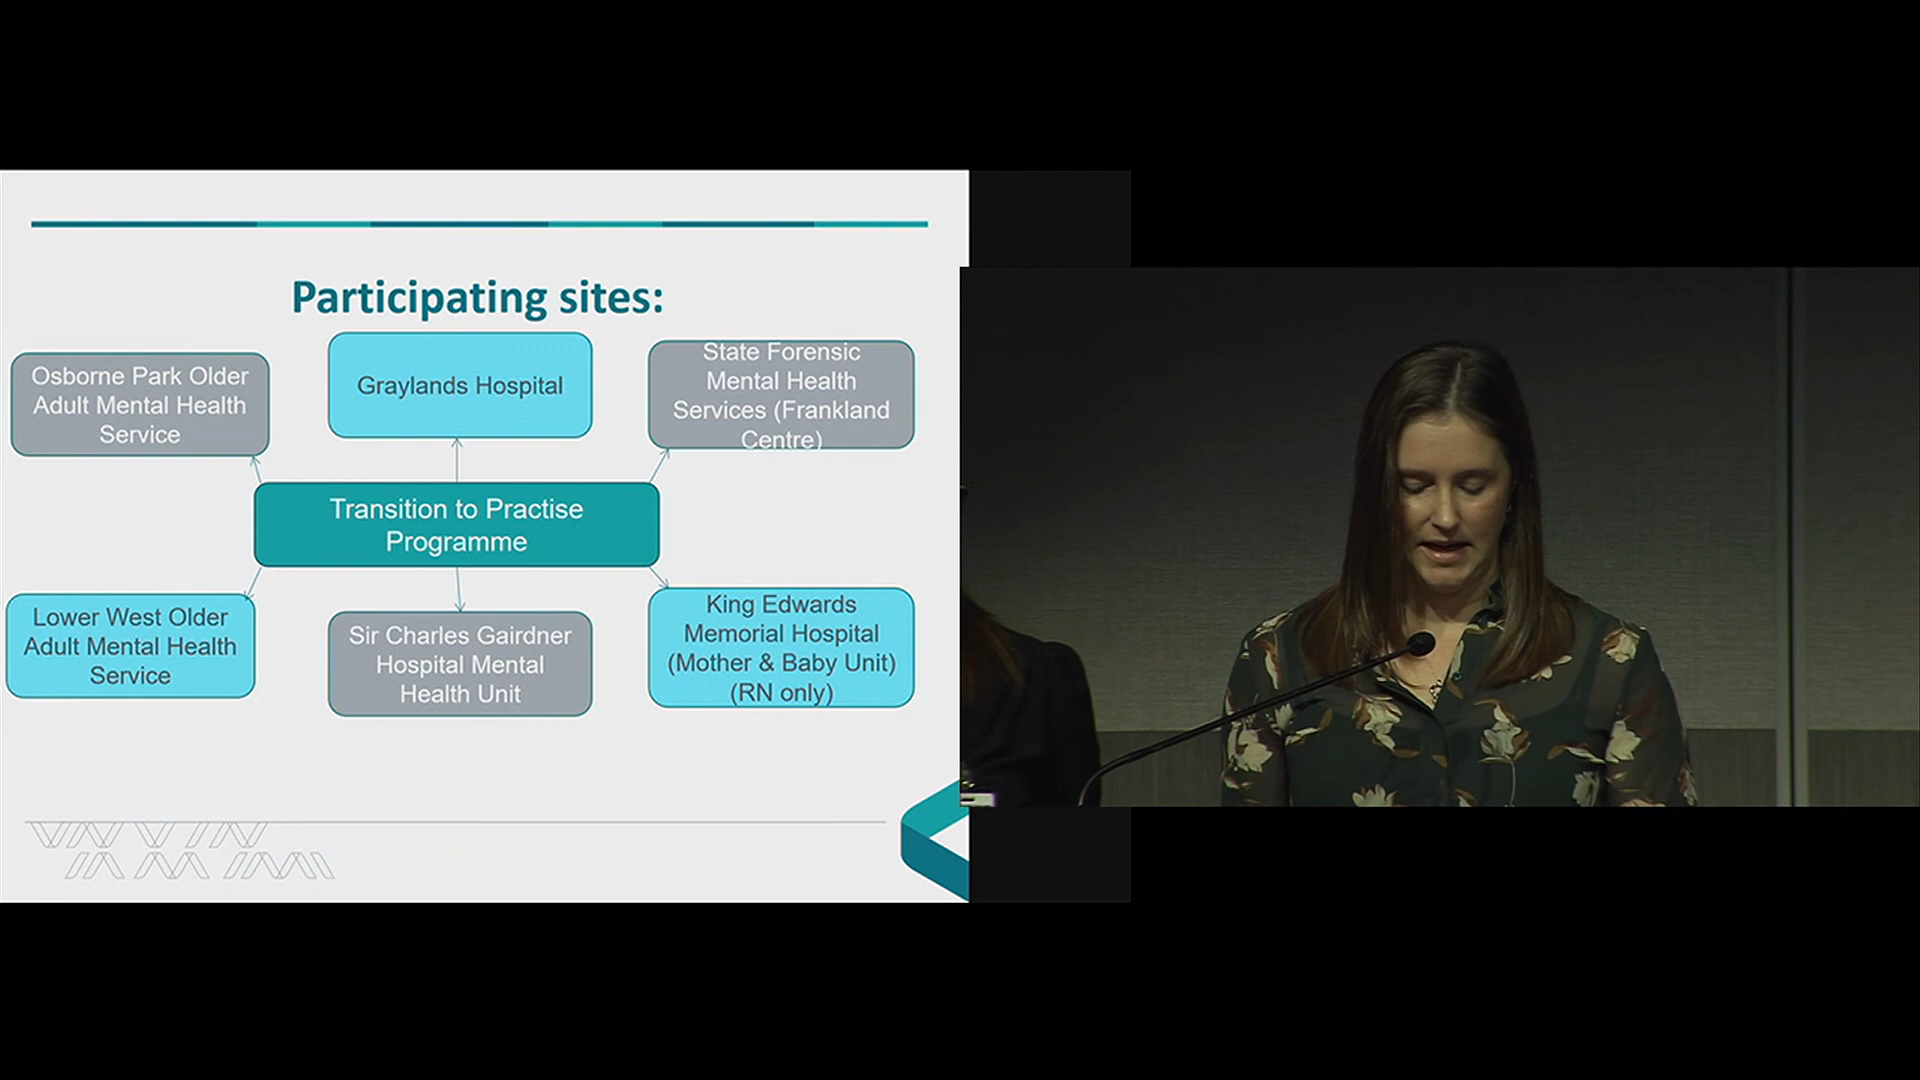 Participating sites:
Osborne Park Older
Adult Mental Health
Service
Graylands Hospital
State Forensic
Mental Health
Services (Frankland
Centre)
Transition to Practise
Programme
Lower West Older
Adult Mental Health
Service
Sir Charles Gairdner
Hospital Mental
Health Unit
King Edwards
Memorial Hospital
(Mother & Baby Unit)
(RN only)